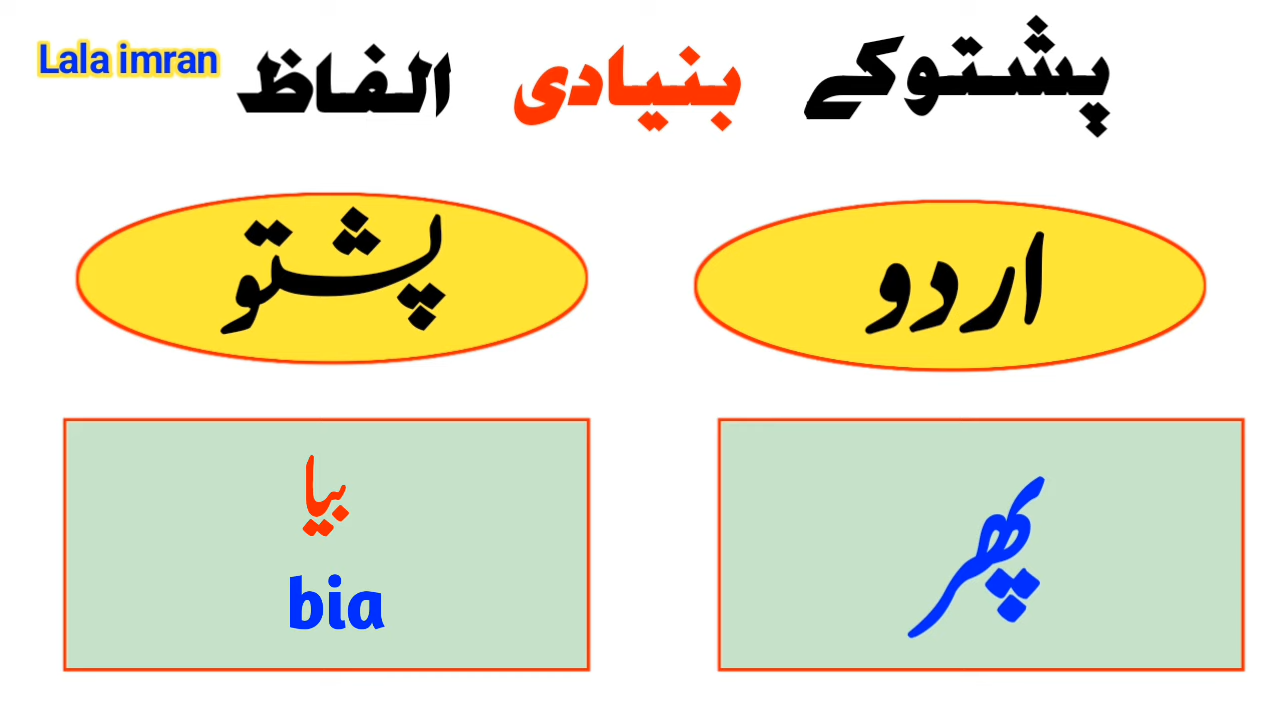 Lala imran
پشتو کے بنیادی الفاظ
اردو
پشتو
پھر
بیا
bia